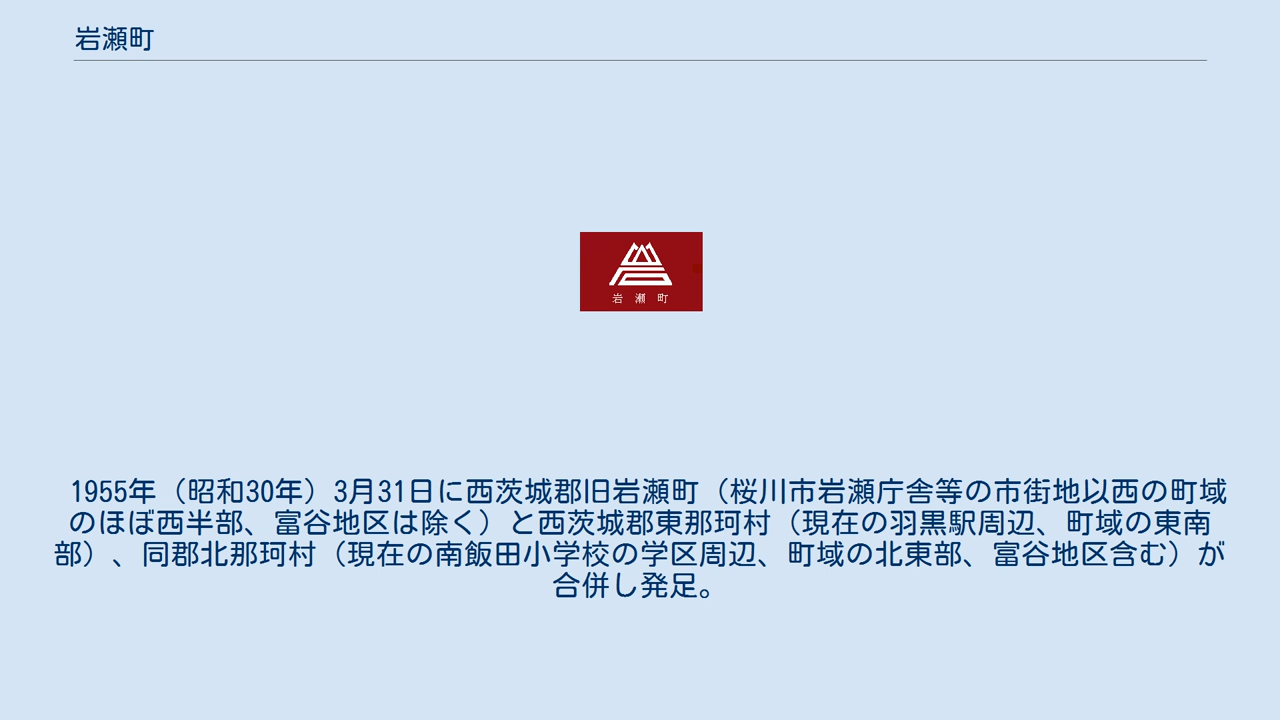 岩瀬町
岩瀬町
1955年（昭和30年）3月31日に西茨城郡旧岩瀬町（桜川市岩瀬庁舎等の市街地以西の町域
のほぼ西半部、富谷地区は除く）と西茨城郡東那珂村（現在の羽黒駅周辺、町域の東南
部）、同郡北那珂村（現在の南飯田小学校の学区周辺、町域の北東部、富谷地区含む）が
合併し発足。